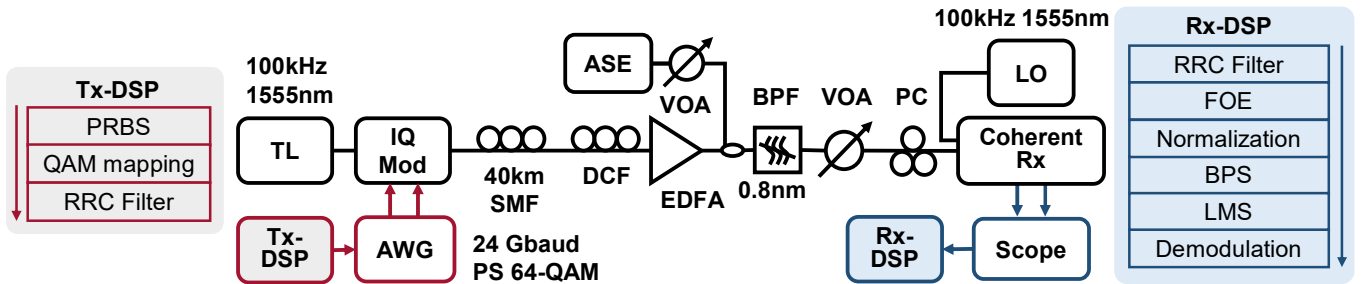 Tx-DSP
PRBS
QAM mapping
RRC Filter
100kHz
1555nm
TL
IQ
Mod
Tx-
DSP
AWG
24 Gbaud
PS 64-QAM
40km
SMF
DCF
EDFA
ASE
VOA
BPF
0.8nm
VOA
PC
100kHz 1555nm
LO
Coherent
Rx
Rx-
DSP
Scope
Rx-DSP
RRC Filter
FOE
Normalization
BPS
LMS
Demodulation